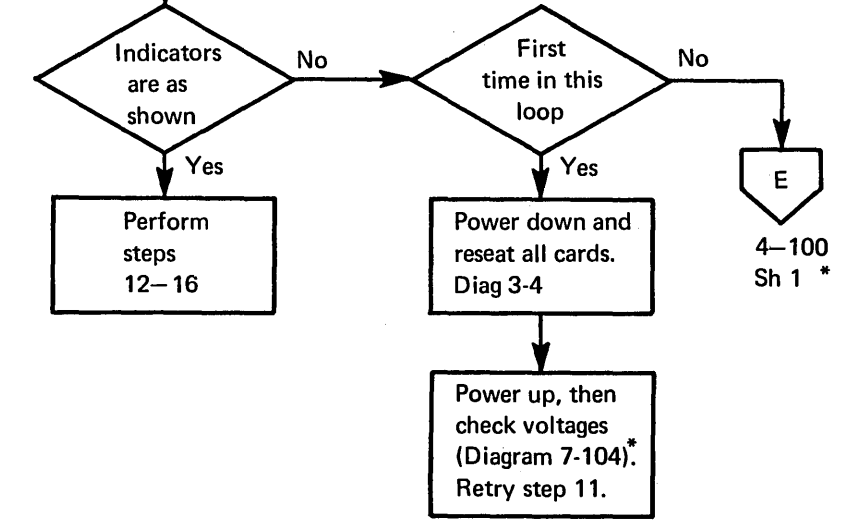 Indicators
are as
shown
No
Yes
Perform
steps
12–16
First
time in this
loop
No
Yes
Power down and
reseat all cards.
Diag 3-4
Power up, then
check voltages
(Diagram 7-104)*.
Retry step 11.
E
4–100
Sh 1 *